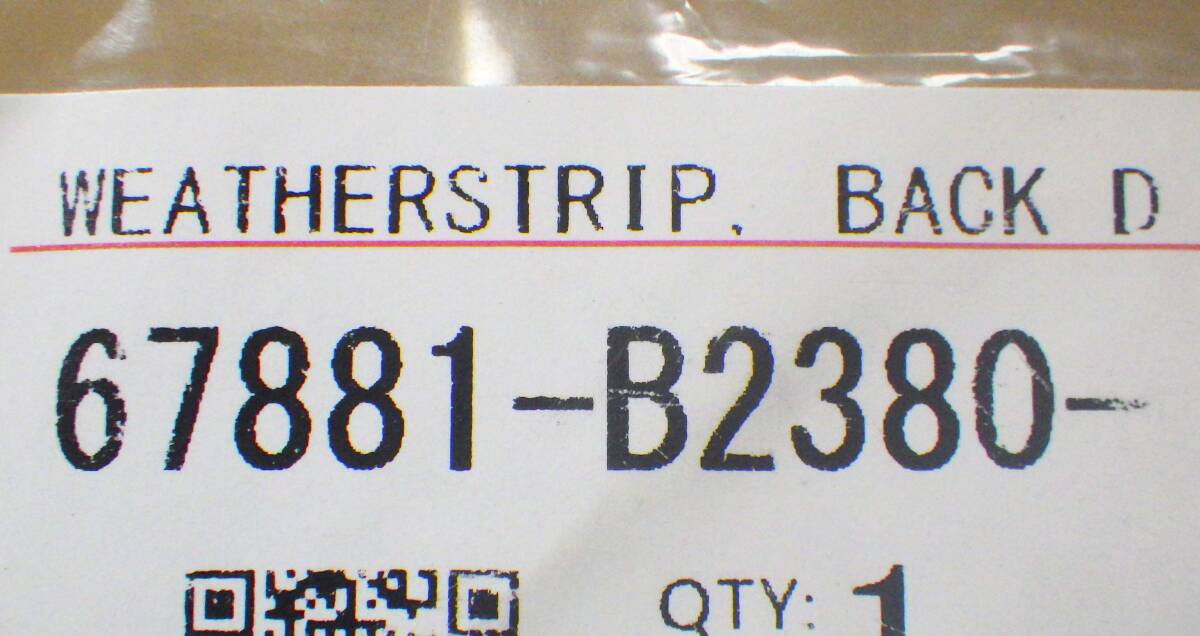 WEATHERSTRIP, BACK D
67881-B2380-
QTY: 1